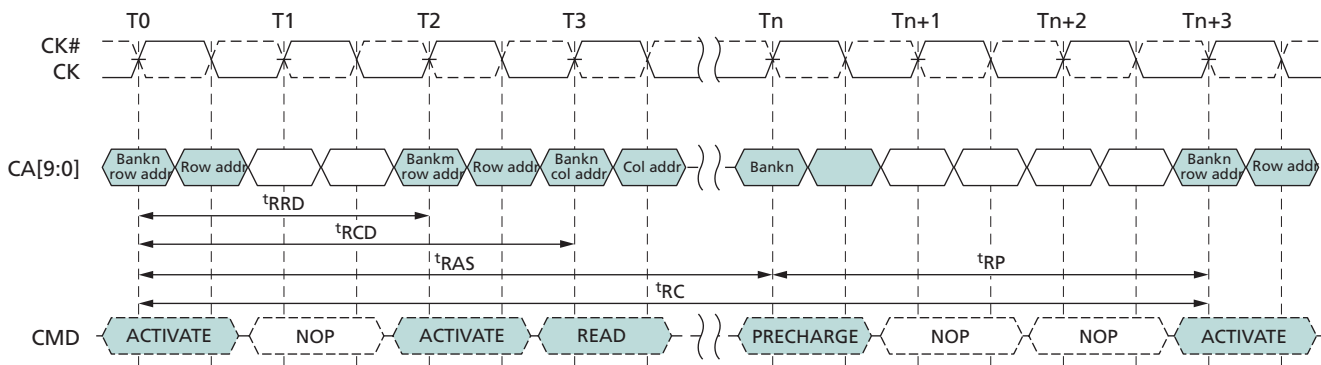 T0 T1 T2 T3 Tn Tn+1 Tn+2 Tn+3
CK#
CK
CA[9:0]
Bankn row addr
Row addr
Bankm row addr
Row addr
Bankn col addr
Col addr
Bankn
Bankn row addr
Row addr
tRRD
tRCD
tRAS
tRP
tRC
CMD
ACTIVATE NOP ACTIVATE READ PRECHARGE NOP NOP ACTIVATE